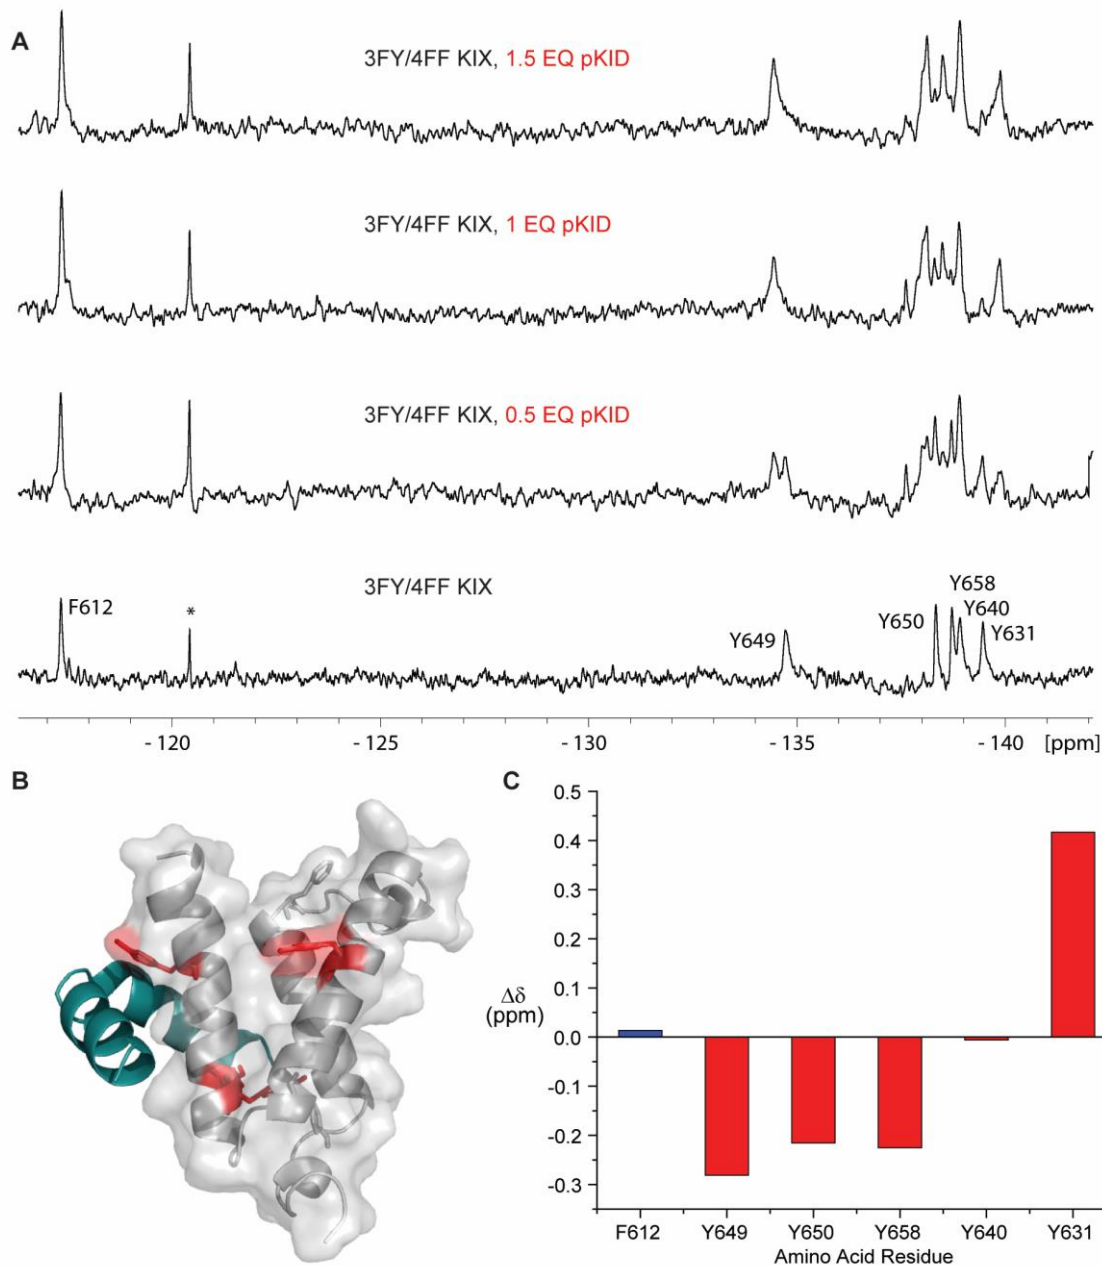 A
3FY/4FF KIX, 1.5 EQ pKID
3FY/4FF KIX, 1 EQ pKID
3FY/4FF KIX, 0.5 EQ pKID
3FY/4FF KIX
F612
*
Y649
Y650
Y658
Y640
Y631
- 120
- 125
- 130
- 135
- 140
[ppm]
B
C
0.5
0.4
0.3
0.2
0.1
0.0
-0.1
-0.2
-0.3
Δδ
(ppm)
F612 Y649 Y650 Y658 Y640 Y631
Amino Acid Residue